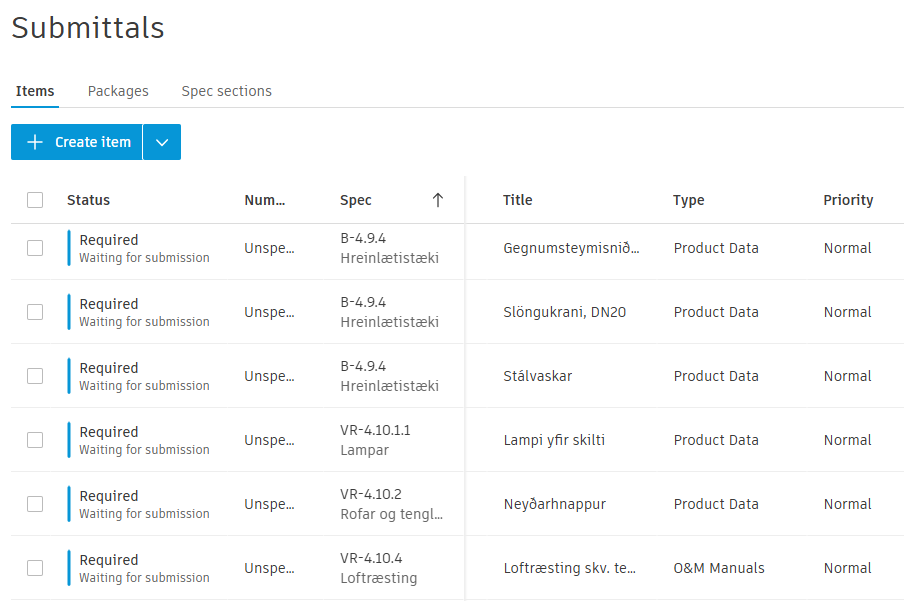 Submittals
Items Packages Spec sections
Create item
Status Num... Spec Title Type Priority
Required
Waiting for submission
Unspe...
B-4.9.4
Hreinlætistæki
Gegnumsteymisnið...
Product Data
Normal
Required
Waiting for submission
Unspe...
B-4.9.4
Hreinlætistæki
Slöngukrani, DN20
Product Data
Normal
Required
Waiting for submission
Unspe...
B-4.9.4
Hreinlætistæki
Stálvaskar
Product Data
Normal
Required
Waiting for submission
Unspe...
VR-4.10.1.1
Lampar
Lampi yfir skilti
Product Data
Normal
Required
Waiting for submission
Unspe...
VR-4.10.2
Rofar og tengl...
Neyðarhnappur
Product Data
Normal
Required
Waiting for submission
Unspe...
VR-4.10.4
Loftræsting
Loftræsting skv. te...
O&M Manuals
Normal